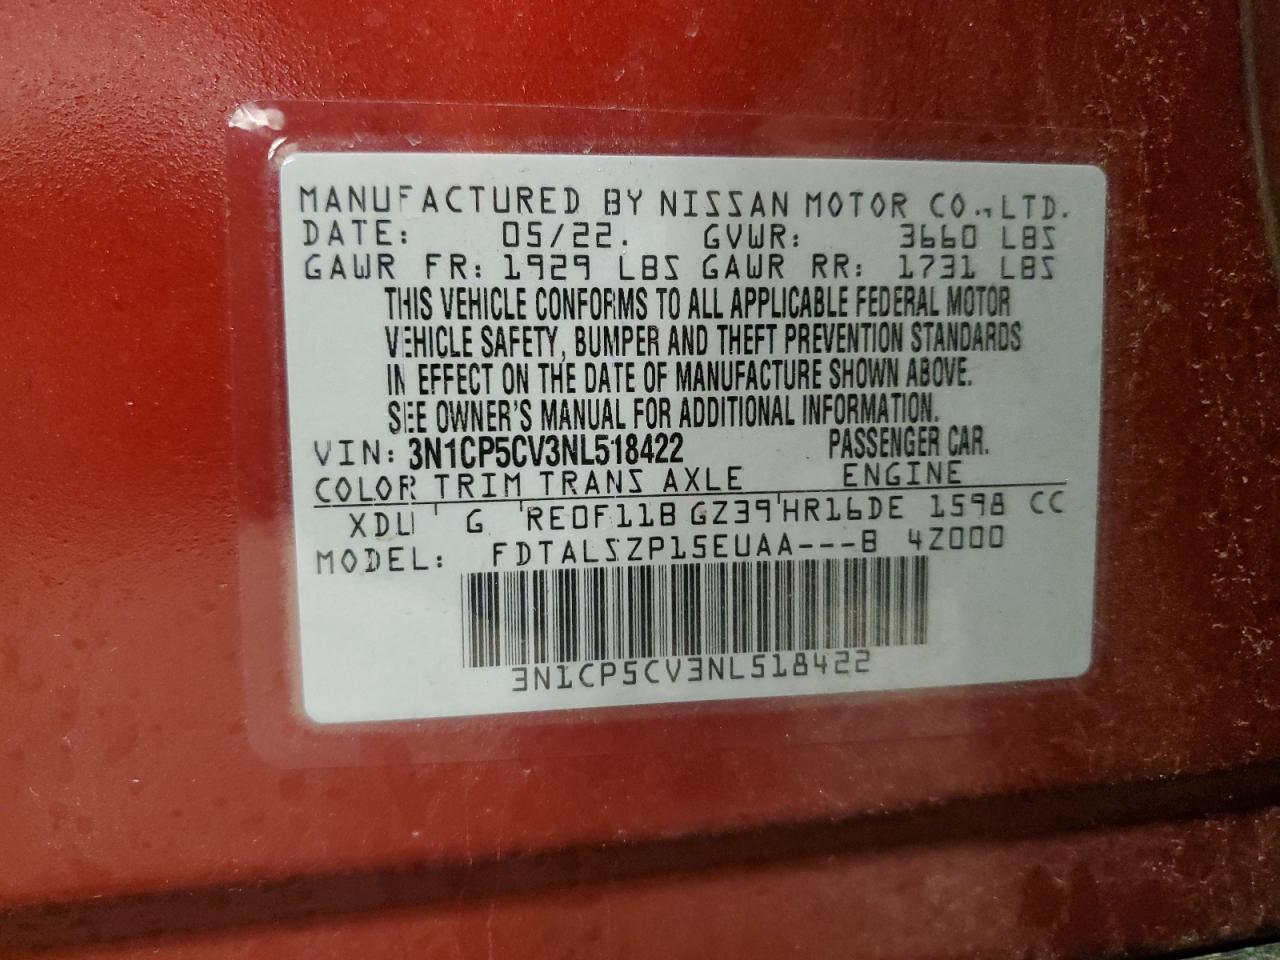 MANUFACTURED BY NISSAN MOTOR CO., LTD.
DATE: 05/22. GVWR: 3660 LBS
GAWR FR: 1929 LBS GAWR RR: 1731 LBS
THIS VEHICLE CONFORMS TO ALL APPLICABLE FEDERAL MOTOR
VEHICLE SAFETY, BUMPER AND THEFT PREVENTION STANDARDS
IN EFFECT ON THE DATE OF MANUFACTURE SHOWN ABOVE.
SEE OWNER'S MANUAL FOR ADDITIONAL INFORMATION.
VIN: 3N1CP5CV3NL518422 PASSENGER CAR.
COLOR TRIM TRANS AXLE ENGINE
G RE0F11B GZ39 HR16DE 1598 CC
MODEL: FDTALSZP15EUAA---B 42000
3N1CP5CV3NL518422